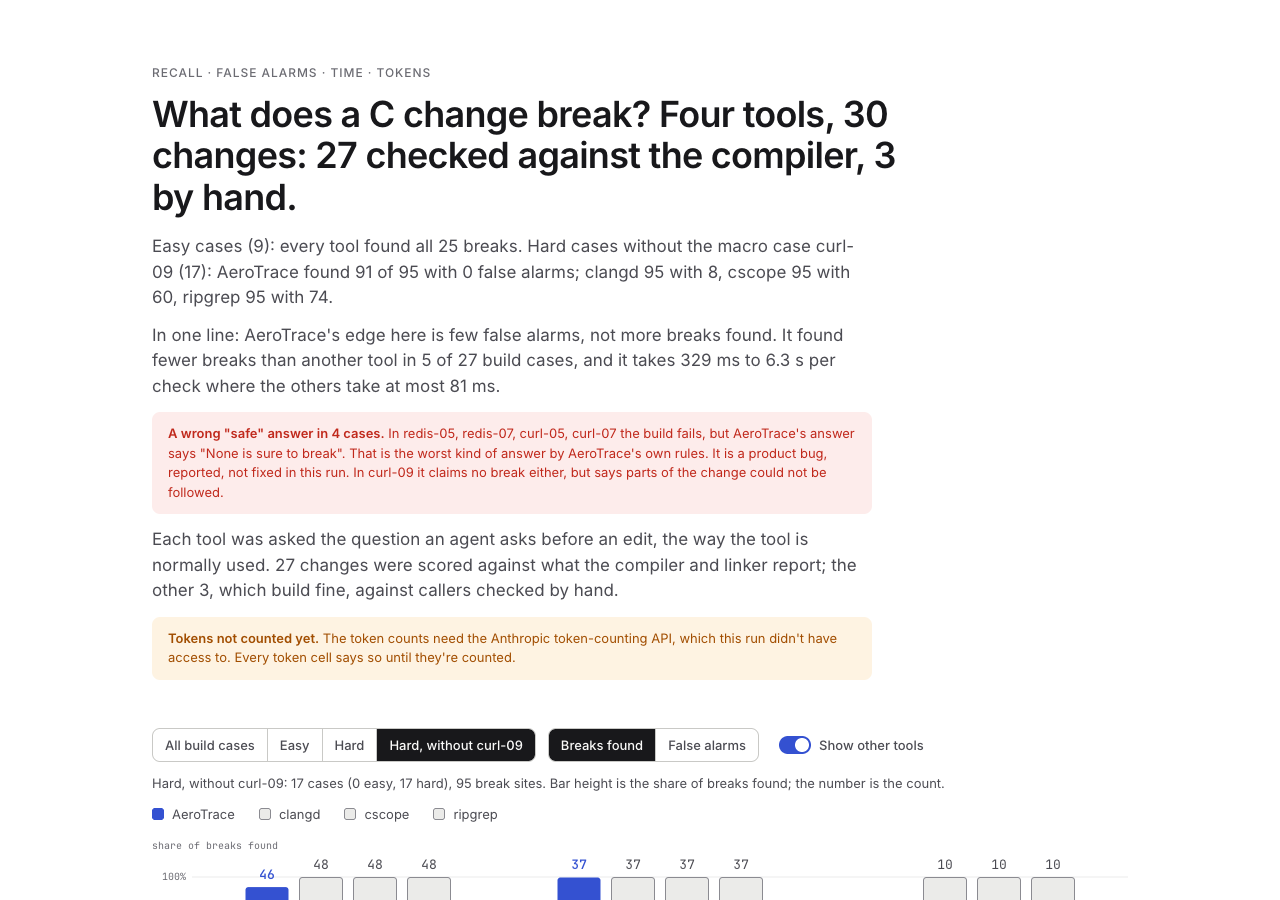 RECALL · FALSE ALARMS · TIME · TOKENS
What does a C change break? Four tools, 30
changes: 27 checked against the compiler, 3
by hand.
Easy cases (9): every tool found all 25 breaks. Hard cases without the macro case curl-
09 (17): AeroTrace found 91 of 95 with 0 false alarms; clangd 95 with 8, cscope 95 with
60, ripgrep 95 with 74.
In one line: AeroTrace's edge here is few false alarms, not more breaks found. It found
fewer breaks than another tool in 5 of 27 build cases, and it takes 329 ms to 6.3 s per
check where the others take at most 81 ms.
A wrong "safe" answer in 4 cases. In redis-05, redis-07, curl-05, curl-07 the build fails, but AeroTrace's answer
says "None is sure to break". That is the worst kind of answer by AeroTrace's own rules. It is a product bug,
reported, not fixed in this run. In curl-09 it claims no break either, but says parts of the change could not be
followed.
Each tool was asked the question an agent asks before an edit, the way the tool is
normally used. 27 changes were scored against what the compiler and linker report; the
other 3, which build fine, against callers checked by hand.
Tokens not counted yet. The token counts need the Anthropic token-counting API, which this run didn't have
access to. Every token cell says so until they're counted.
All build cases Easy Hard Hard, without curl-09 Breaks found False alarms Show other tools
Hard, without curl-09: 17 cases (0 easy, 17 hard), 95 break sites. Bar height is the share of breaks found; the number is the count.
AeroTrace clangd cscope ripgrep
share of breaks found
46 48 48 48 37 37 37 37 10 10 10
100%